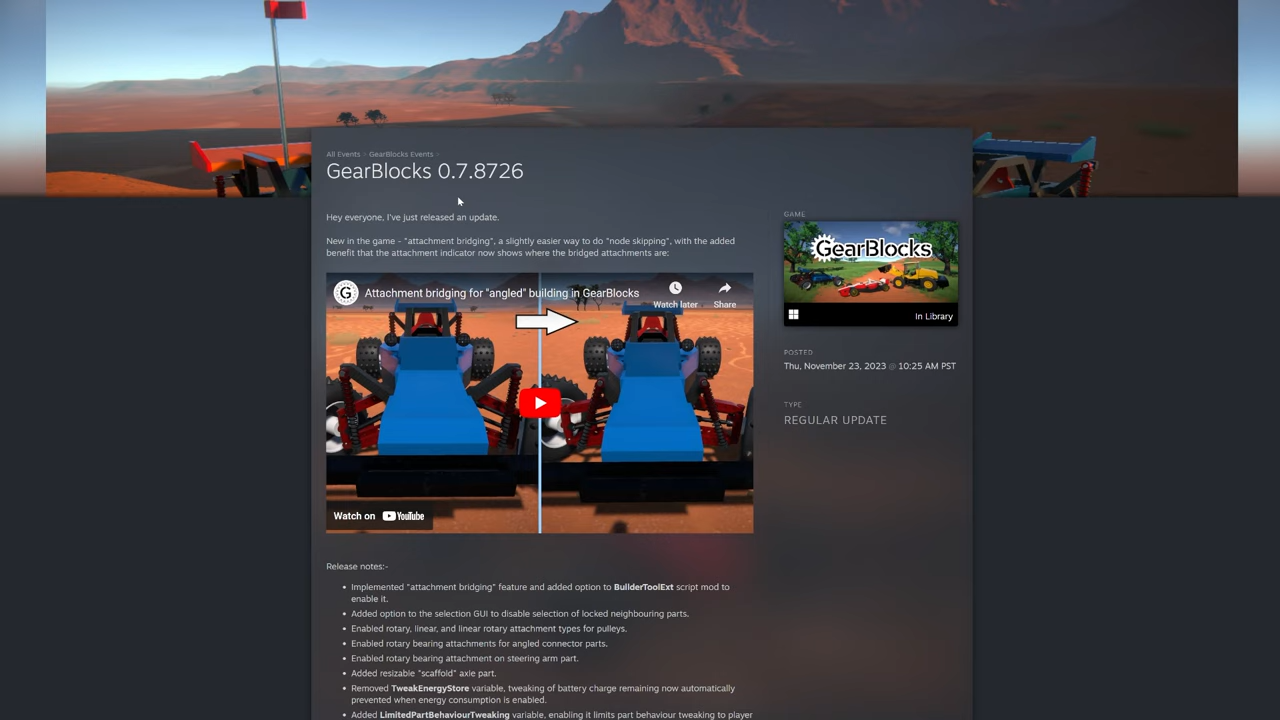 All Events > GearBlocks Events >
GearBlocks 0.7.8726
Hey everyone, I've just released an update.
New in the game - "attachment bridging", a slightly easier way to do "node skipping", with the added
benefit that the attachment indicator now shows where the bridged attachments are:
G
Attachment bridging for "angled" building in GearBlocks
Watch later
Share
Watch on YouTube
GAME
GearBlocks
In Library
POSTED
Thu, November 23, 2023 @ 10:25 AM PST
TYPE
REGULAR UPDATE
Release notes:-
• Implemented "attachment bridging" feature and added option to BuilderToolExt script mod to
enable it.
• Added option to the selection GUI to disable selection of locked neighbouring parts.
• Enabled rotary, linear, and linear rotary attachment types for pulleys.
• Enabled rotary bearing attachments for angled connector parts.
• Enabled rotary bearing attachment on steering arm part.
• Added resizable "scaffold" axle part.
• Removed TweakEnergyStore variable, tweaking of battery charge remaining now automatically
prevented when energy consumption is enabled.
• Added LimitedPartBehaviourTweaking variable, enabling it limits part behaviour tweaking to player